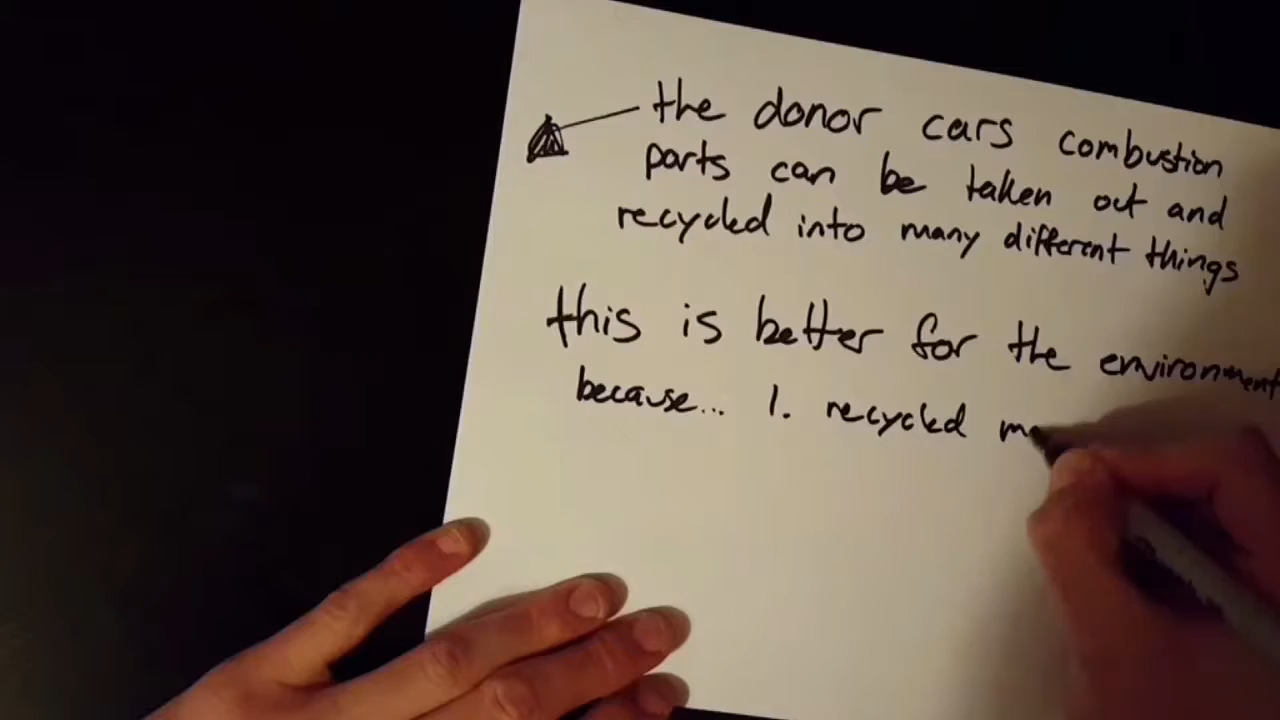 the donor cars combustion
parts can be taken out and
recycled into many different things
this is better for the environment
because... 1. recycled